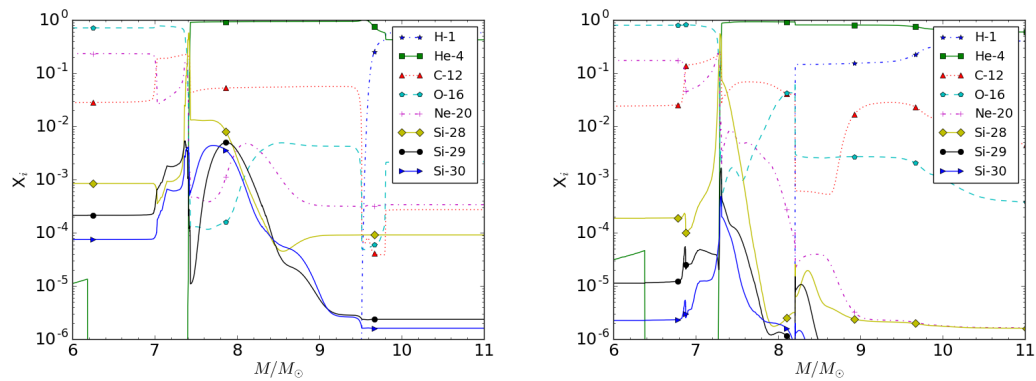 10⁰
10⁻¹
10⁻²
10⁻³
10⁻⁴
10⁻⁵
10⁻⁶
Xᵢ
6 7 8 9 10 11
M/M⊙
H-1
He-4
C-12
O-16
Ne-20
Si-28
Si-29
Si-30
10⁰
10⁻¹
10⁻²
10⁻³
10⁻⁴
10⁻⁵
10⁻⁶
Xᵢ
6 7 8 9 10 11
M/M⊙
H-1
He-4
C-12
O-16
Ne-20
Si-28
Si-29
Si-30